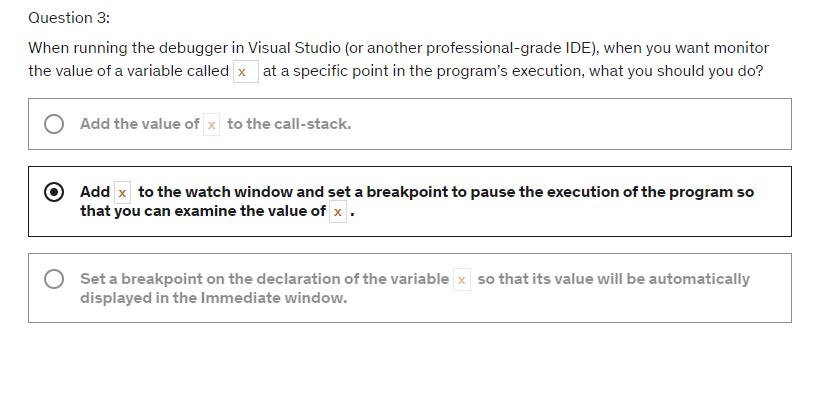 Question 3:
When running the debugger in Visual Studio (or another professional-grade IDE), when you want monitor
the value of a variable called x at a specific point in the program's execution, what you should you do?
Add the value of x to the call-stack.
Add x to the watch window and set a breakpoint to pause the execution of the program so
that you can examine the value of x .
Set a breakpoint on the declaration of the variable x so that its value will be automatically
displayed in the Immediate window.